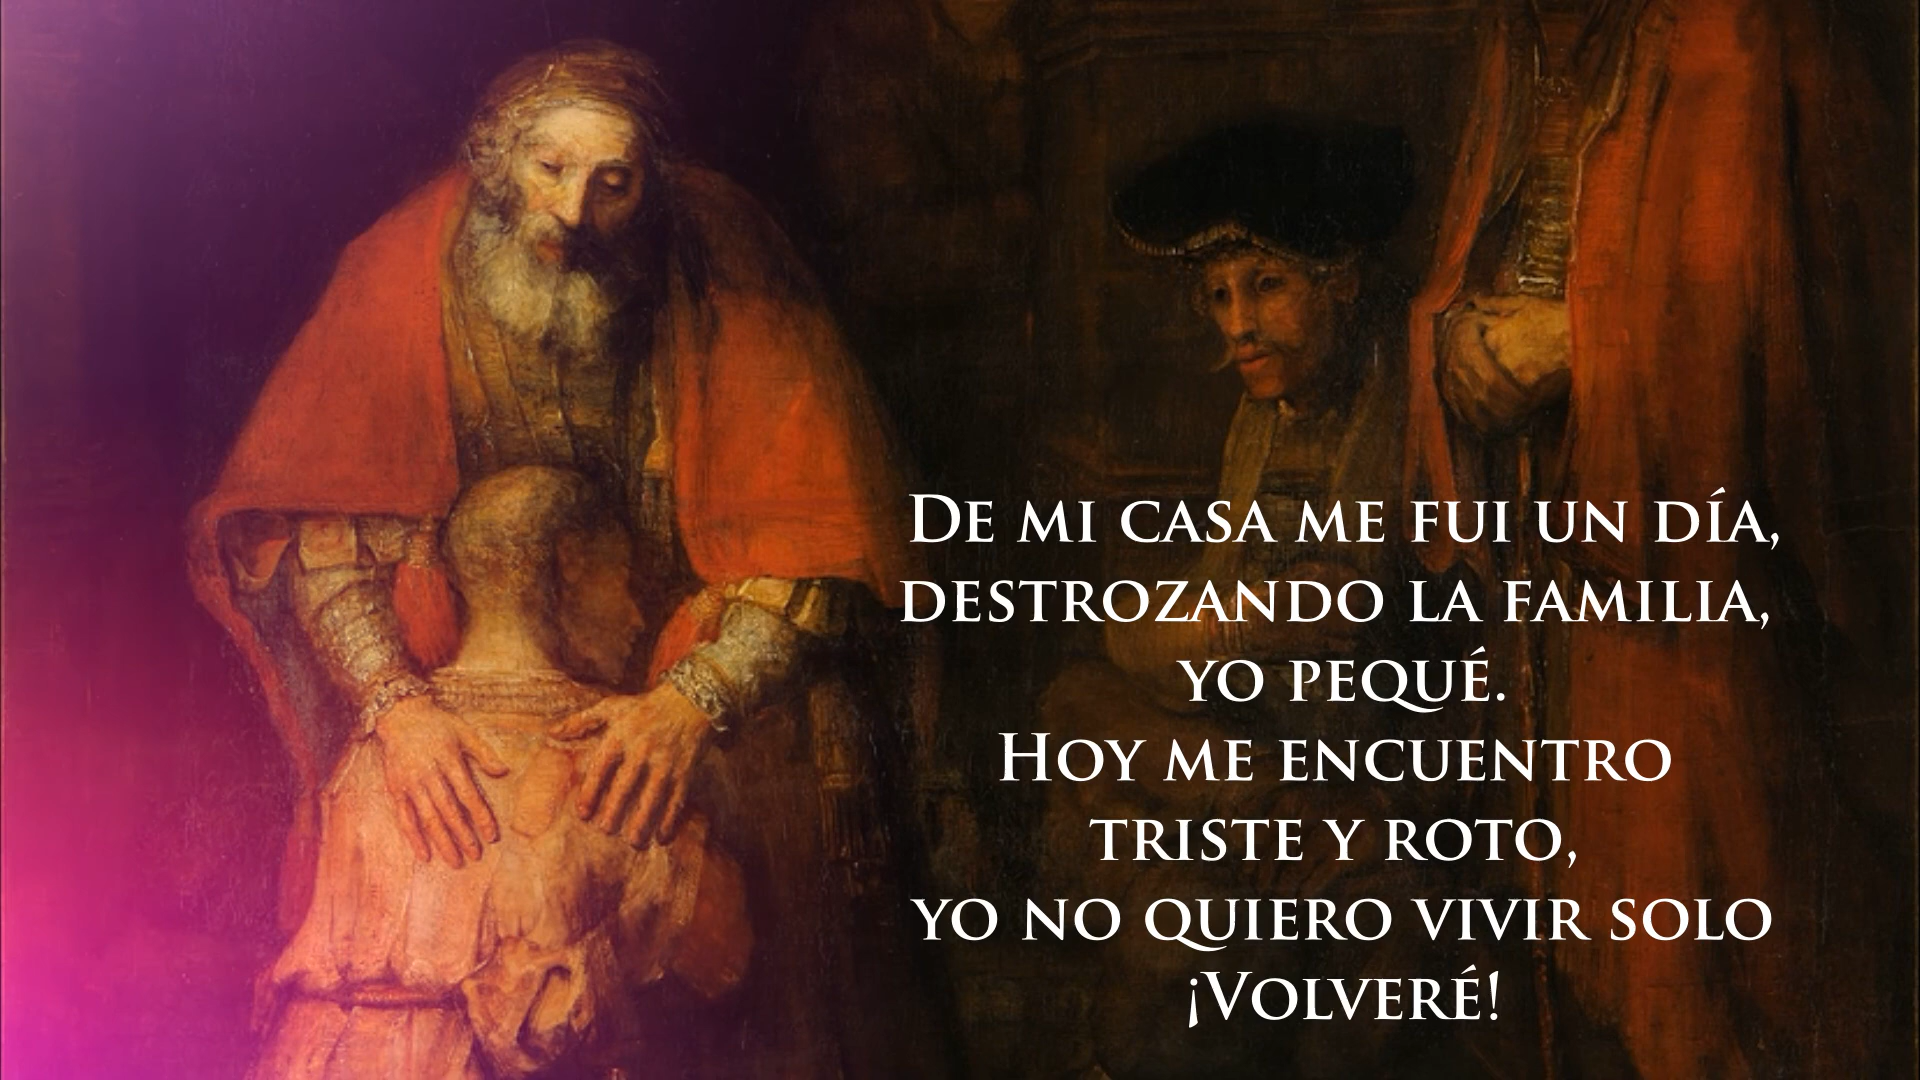 De mi casa me fui un día,
destrozando la familia,
yo pequé.
Hoy me encuentro
triste y roto,
yo no quiero vivir solo
¡Volveré!